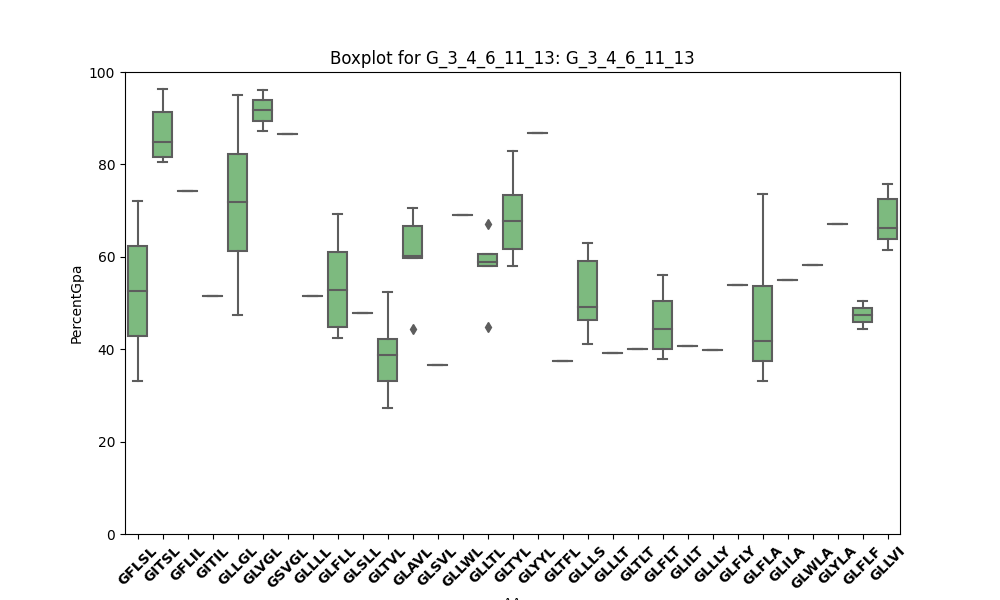 Boxplot for G_3_4_6_11_13: G_3_4_6_11_13
PercentGpa
100
80
60
40
20
0
GFLSL
GITSL
GFLIL
GITIL
GLLGL
GLVGL
GSVGL
GLLLL
GLFLL
GLSLL
GLTVL
GLAVL
GLSVL
GLLWL
GLLTL
GLTYL
GLYYL
GLTFL
GLLLS
GLLLT
GLTLT
GLFLT
GLILT
GLLLY
GLFLY
GLFLA
GLILA
GLWLA
GLYLA
GLFLF
GLLVI